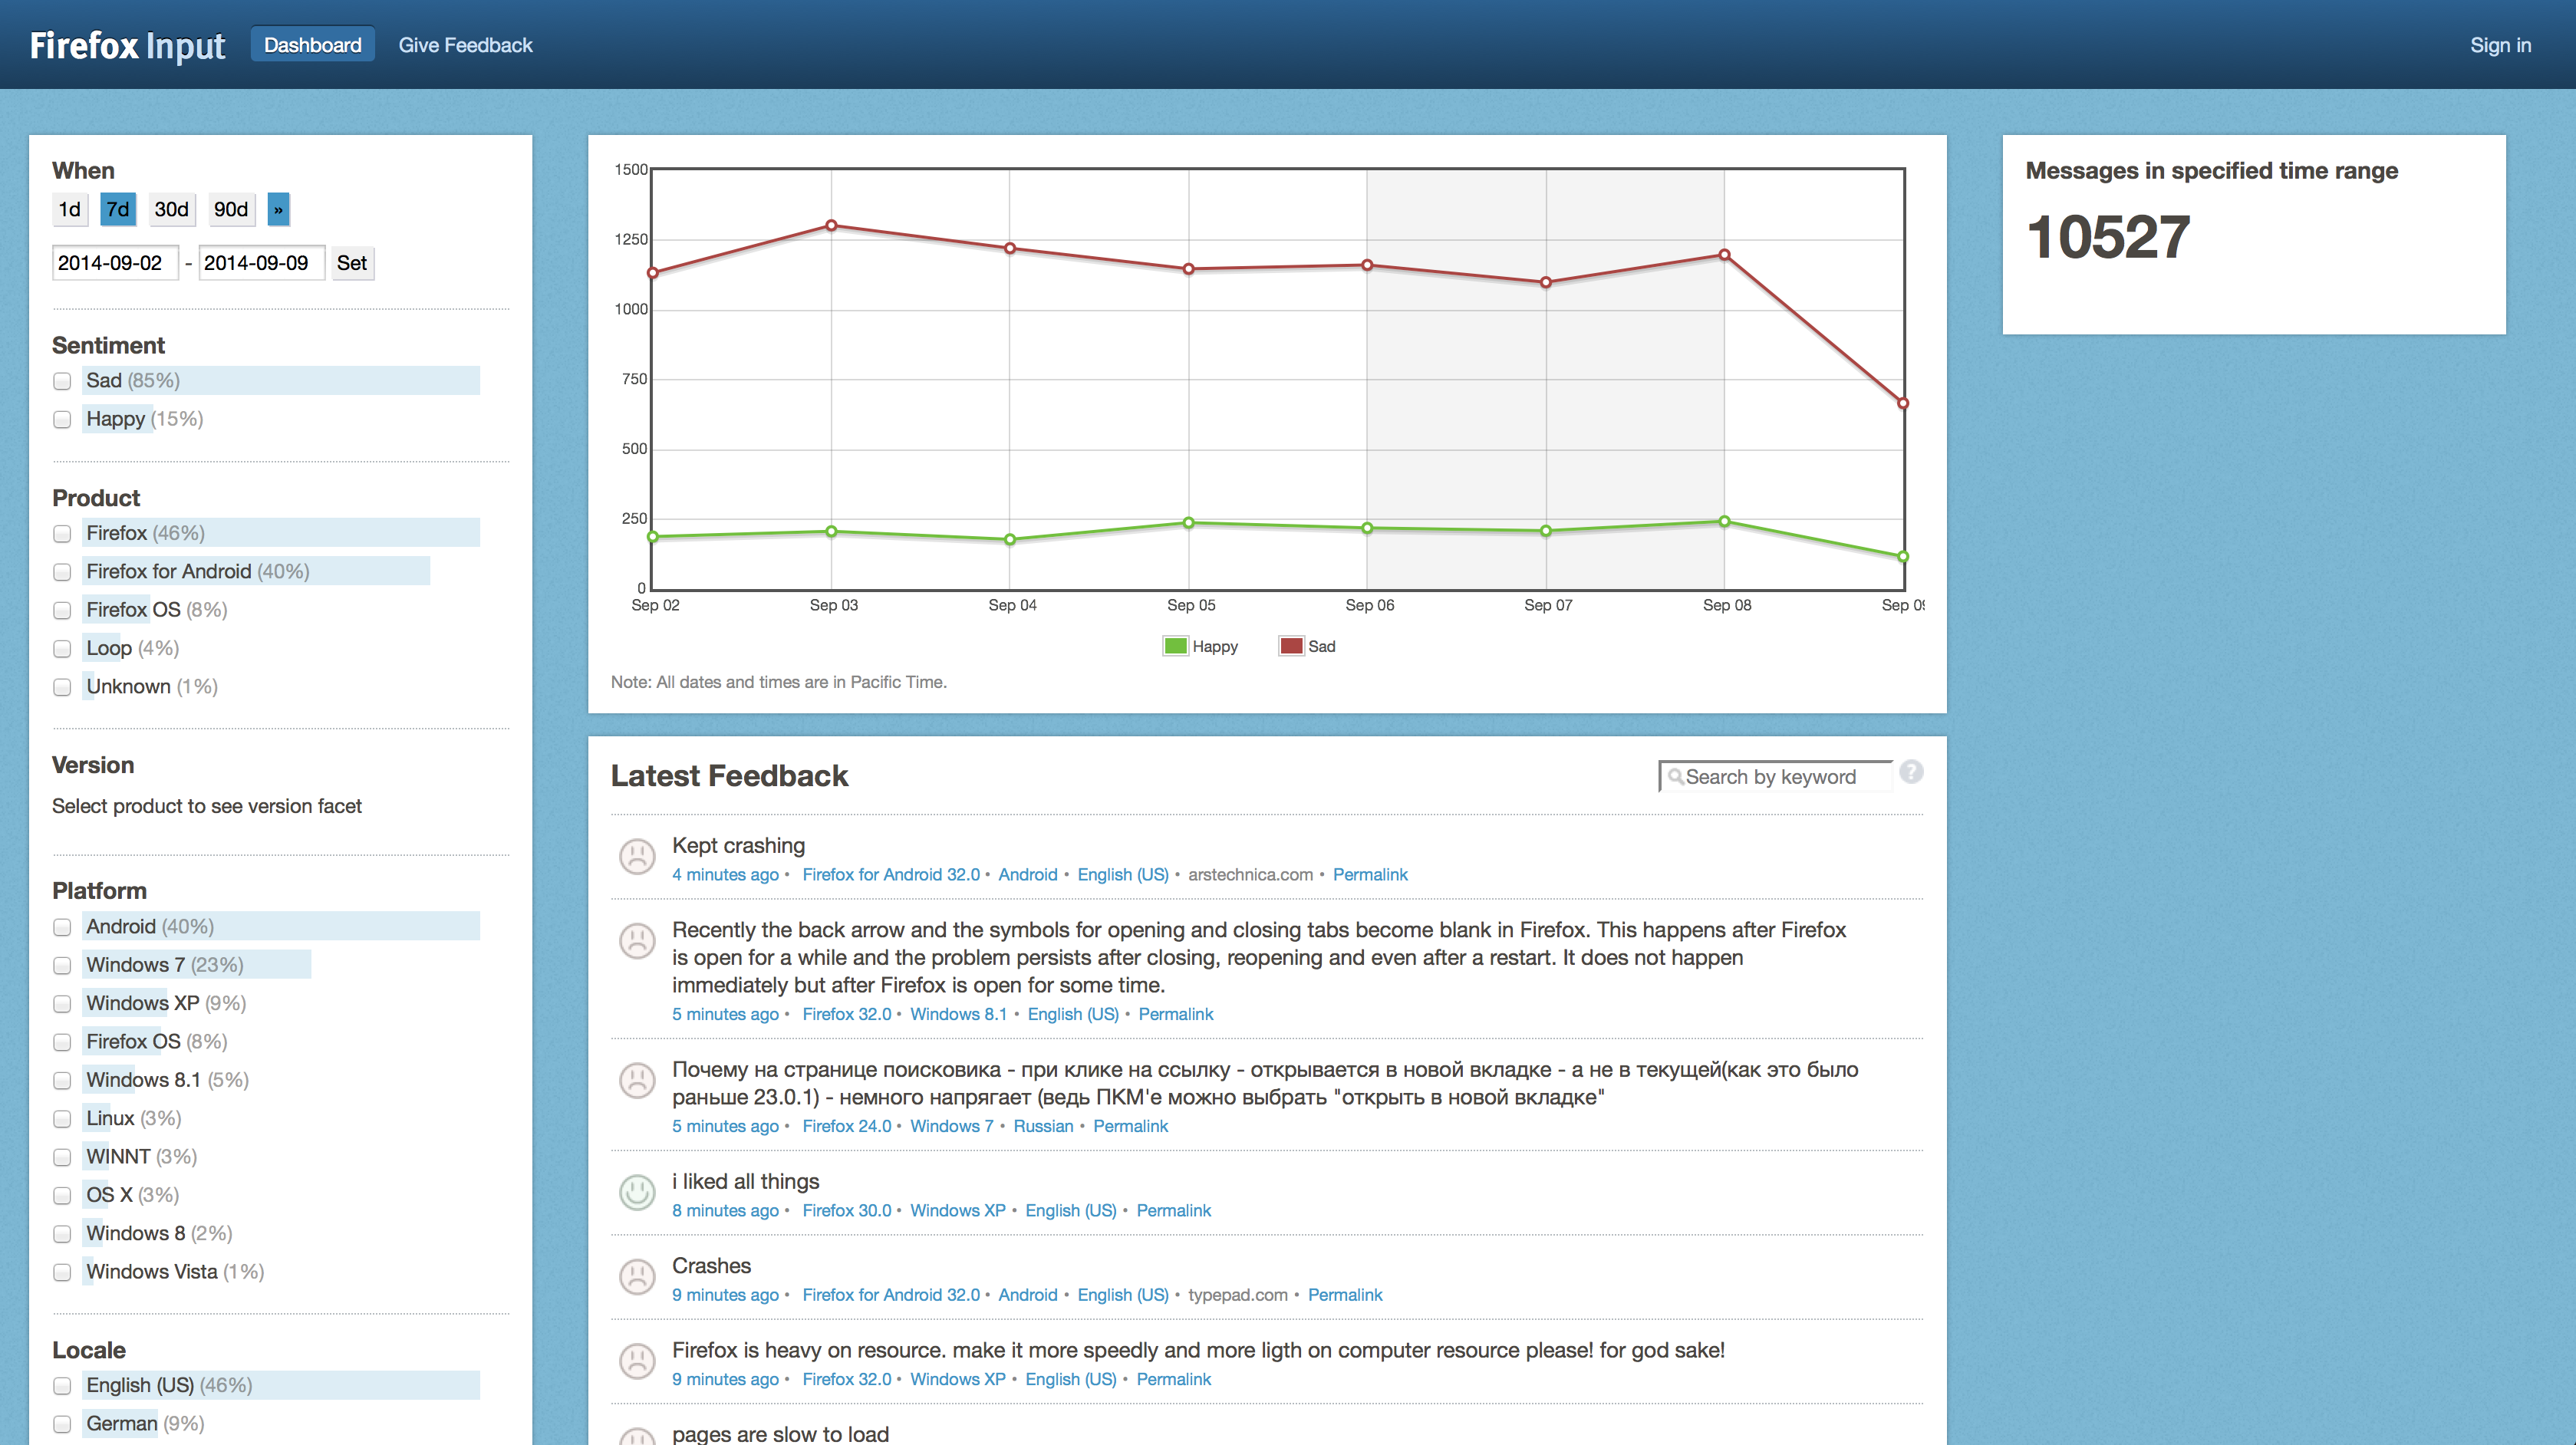 Firefox Input Dashboard Give Feedback Sign in
When
1d 7d 30d 90d »
2014-09-02 - 2014-09-09 Set
Sentiment
Sad (85%)
Happy (15%)
Product
Firefox (46%)
Firefox for Android (40%)
Firefox OS (8%)
Loop (4%)
Unknown (1%)
Version
Select product to see version facet
Platform
Android (40%)
Windows 7 (23%)
Windows XP (9%)
Firefox OS (8%)
Windows 8.1 (5%)
Linux (3%)
WINNT (3%)
OS X (3%)
Windows 8 (2%)
Windows Vista (1%)
Locale
English (US) (46%)
German (9%)
1500
1250
1000
750
500
250
0
Sep 02 Sep 03 Sep 04 Sep 05 Sep 06 Sep 07 Sep 08 Sep 09
Happy Sad
Note: All dates and times are in Pacific Time.
Latest Feedback
Search by keyword ?
Kept crashing
4 minutes ago • Firefox for Android 32.0 • Android • English (US) • arstechnica.com • Permalink
Recently the back arrow and the symbols for opening and closing tabs become blank in Firefox. This happens after Firefox
is open for a while and the problem persists after closing, reopening and even after a restart. It does not happen
immediately but after Firefox is open for some time.
5 minutes ago • Firefox 32.0 • Windows 8.1 • English (US) • Permalink
Почему на странице поисковика - при клике на ссылку - открывается в новой вкладке - а не в текущей(как это было
раньше 23.0.1) - немного напрягает (ведь ПКМ'е можно выбрать "открыть в новой вкладке"
5 minutes ago • Firefox 24.0 • Windows 7 • Russian • Permalink
i liked all things
8 minutes ago • Firefox 30.0 • Windows XP • English (US) • Permalink
Crashes
9 minutes ago • Firefox for Android 32.0 • Android • English (US) • typepad.com • Permalink
Firefox is heavy on resource. make it more speedly and more ligth on computer resource please! for god sake!
9 minutes ago • Firefox 32.0 • Windows XP • English (US) • Permalink
pages are slow to load
Messages in specified time range
10527